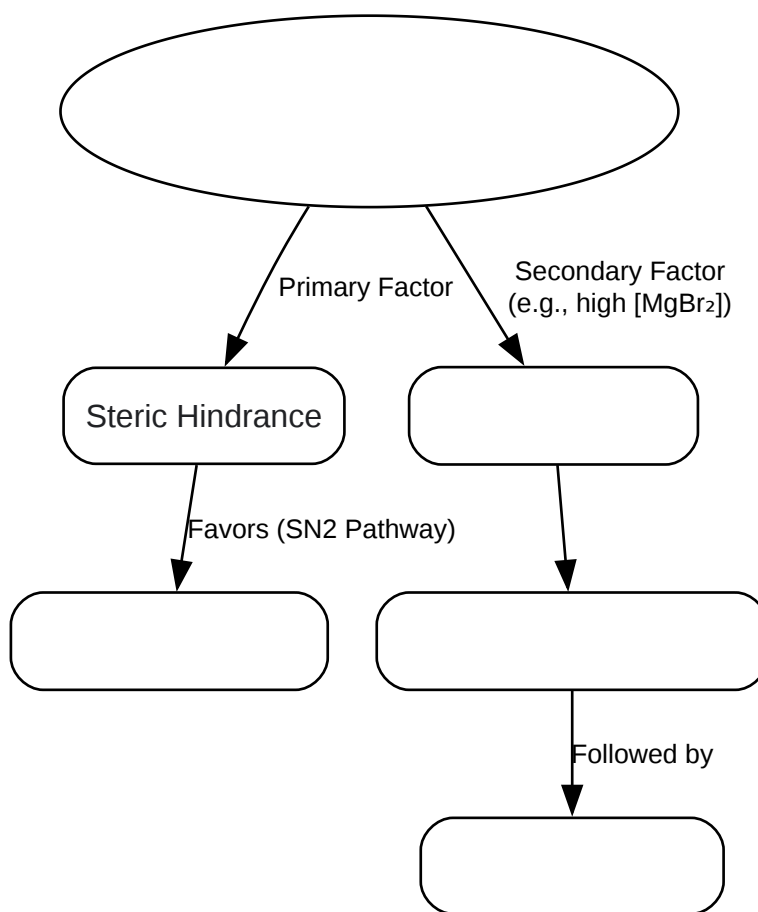 Primary Factor
Secondary Factor
(e.g., high [MgBr₂])
Steric Hindrance
Favors (SN2 Pathway)
Followed by